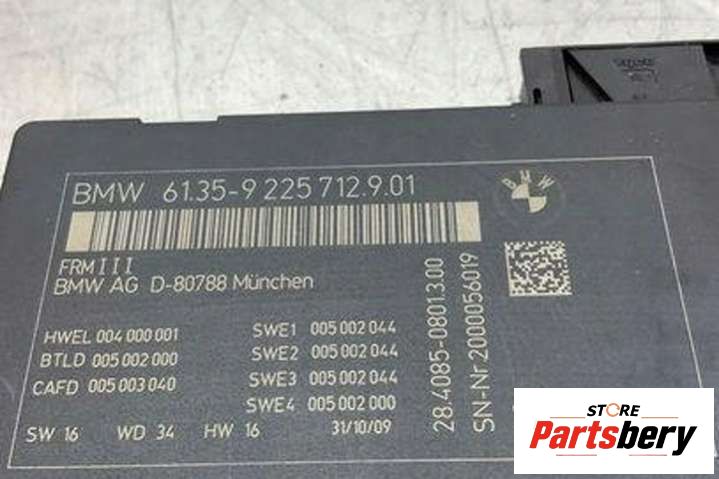 BMW 61.35-9 225 712.9.01
BMW
FRM III
BMW AG D-80788 München
HWEL 004 000 001
BTLD 005 002 000
CAFD 005 003 040
SWE1 005 002 044
SWE2 005 002 044
SWE3 005 002 044
SWE4 005 002 000
SW 16 WD 34 HW 16 31/10/09
28.4085-0801.3.00
SN-Nr 2000056019
STORE
Partsbery